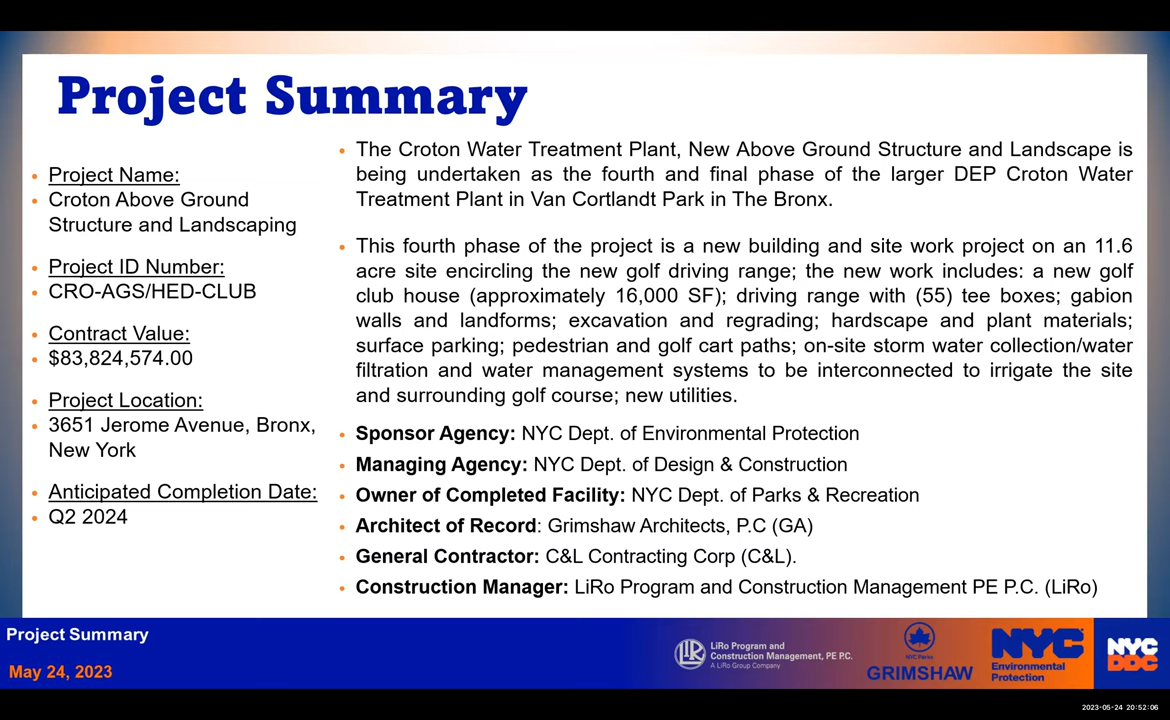 Project Summary
Project Name:
Croton Above Ground
Structure and Landscaping
Project ID Number:
CRO-AGS/HED-CLUB
Contract Value:
$83,824,574.00
Project Location:
3651 Jerome Avenue, Bronx,
New York
Anticipated Completion Date:
Q2 2024
The Croton Water Treatment Plant, New Above Ground Structure and Landscape is
being undertaken as the fourth and final phase of the larger DEP Croton Water
Treatment Plant in Van Cortlandt Park in The Bronx.
This fourth phase of the project is a new building and site work project on an 11.6
acre site encircling the new golf driving range; the new work includes: a new golf
club house (approximately 16,000 SF); driving range with (55) tee boxes; gabion
walls and landforms; excavation and regrading; hardscape and plant materials;
surface parking; pedestrian and golf cart paths; on-site storm water collection/water
filtration and water management systems to be interconnected to irrigate the site
and surrounding golf course; new utilities.
Sponsor Agency: NYC Dept. of Environmental Protection
Managing Agency: NYC Dept. of Design & Construction
Owner of Completed Facility: NYC Dept. of Parks & Recreation
Architect of Record: Grimshaw Architects, P.C (GA)
General Contractor: C&L Contracting Corp (C&L).
Construction Manager: LiRo Program and Construction Management PE P.C. (LiRo)
Project Summary
May 24, 2023
LiRo Program and
Construction Management, PE P.C.
A LiRo Group Company
NYC Parks
GRIMSHAW
NYC
Environmental
Protection
NYC
DDC
2023-05-24 20:52:06